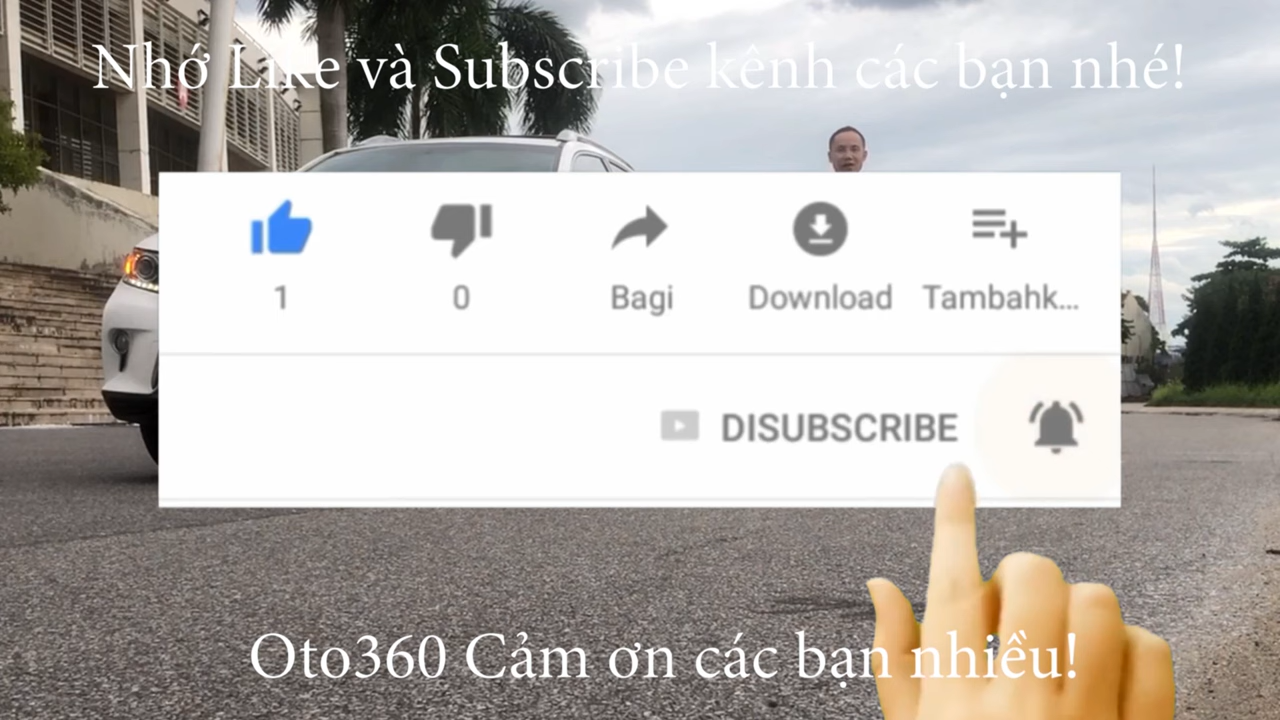 Nhớ Like và Subscribe kênh các bạn nhé!
1 0 Bagi Download Tambahk...
DISUBSCRIBE
Oto360 Cảm ơn các bạn nhiều!